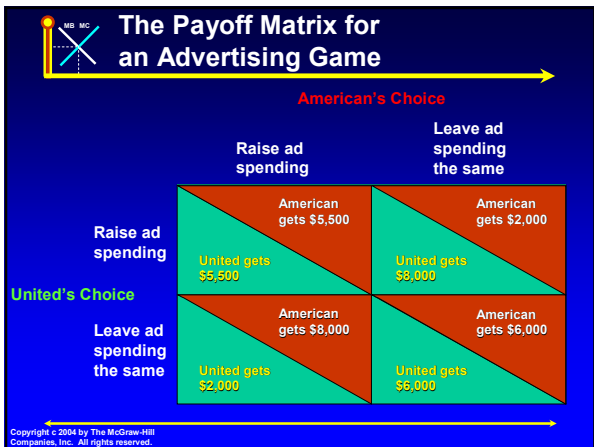 MB MC
The Payoff Matrix for
an Advertising Game
American's Choice
Raise ad
spending
Leave ad
spending
the same
Raise ad
spending
American
gets $5,500
United gets
$5,500
American
gets $2,000
United gets
$8,000
United's Choice
Leave ad
spending
the same
American
gets $8,000
United gets
$2,000
American
gets $6,000
United gets
$6,000
Copyright c 2004 by The McGraw-Hill
Companies, Inc. All rights reserved.